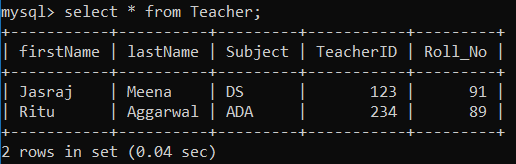 mysql> select * from Teacher;
+-----------+----------+---------+-----------+---------+
| firstName | lastName | Subject | TeacherID | Roll_No |
+-----------+----------+---------+-----------+---------+
| Jasraj    | Meena    | DS      |       123 |      91 |
| Ritu      | Aggarwal | ADA     |       234 |      89 |
+-----------+----------+---------+-----------+---------+
2 rows in set (0.04 sec)